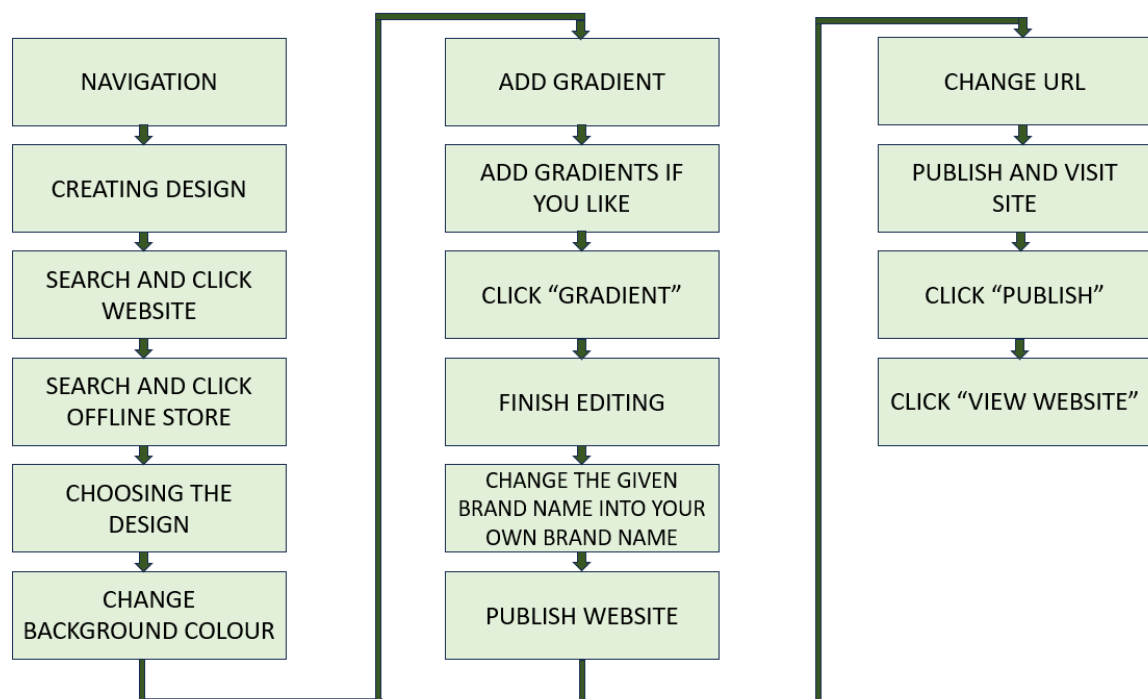 NAVIGATION
CREATING DESIGN
SEARCH AND CLICK
WEBSITE
SEARCH AND CLICK
OFFLINE STORE
CHOOSING THE
DESIGN
CHANGE
BACKGROUND COLOUR
ADD GRADIENT
ADD GRADIENTS IF
YOU LIKE
CLICK “GRADIENT”
FINISH EDITING
CHANGE THE GIVEN
BRAND NAME INTO YOUR
OWN BRAND NAME
PUBLISH WEBSITE
CHANGE URL
PUBLISH AND VISIT
SITE
CLICK “PUBLISH”
CLICK “VIEW WEBSITE”